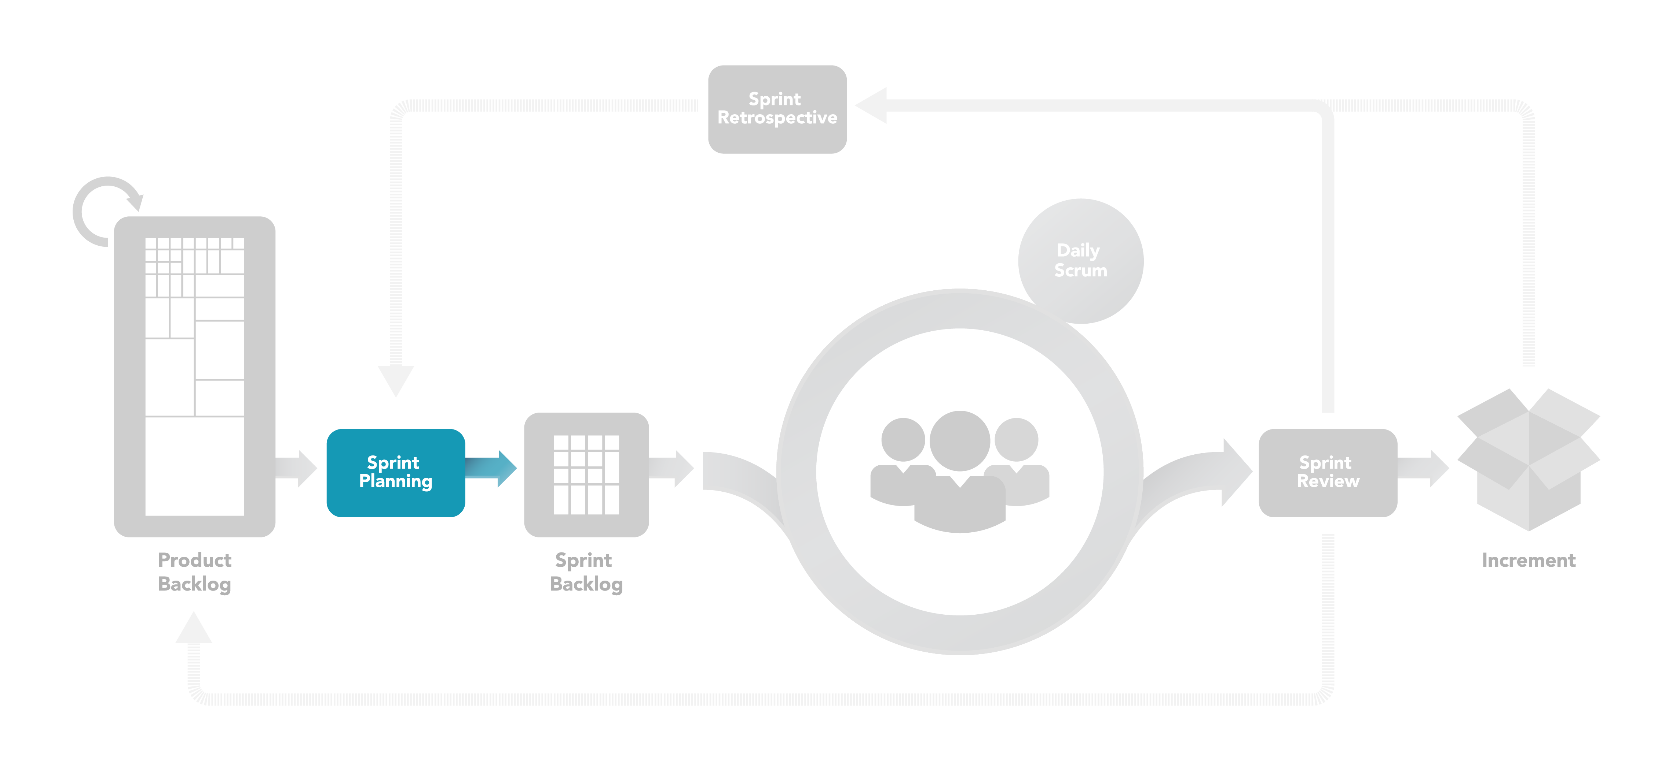 Sprint
Retrospective
Daily
Scrum
Sprint
Planning
Sprint
Review
Product
Backlog
Sprint
Backlog
Increment